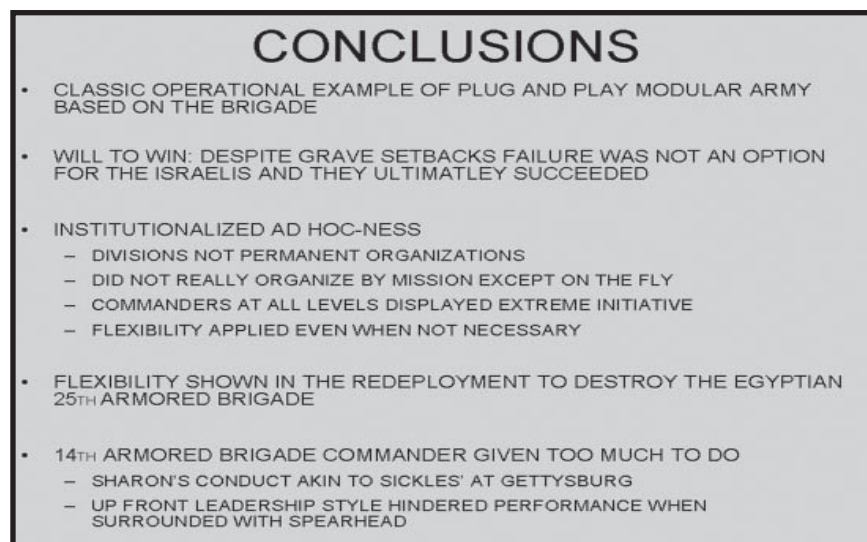 CONCLUSIONS
• CLASSIC OPERATIONAL EXAMPLE OF PLUG AND PLAY MODULAR ARMY
BASED ON THE BRIGADE
• WILL TO WIN: DESPITE GRAVE SETBACKS FAILURE WAS NOT AN OPTION
FOR THE ISRAELIS AND THEY ULTIMATLEY SUCCEEDED
• INSTITUTIONALIZED AD HOC-NESS
– DIVISIONS NOT PERMANENT ORGANIZATIONS
– DID NOT REALLY ORGANIZE BY MISSION EXCEPT ON THE FLY
– COMMANDERS AT ALL LEVELS DISPLAYED EXTREME INITIATIVE
– FLEXIBILITY APPLIED EVEN WHEN NOT NECESSARY
• FLEXIBILITY SHOWN IN THE REDEPLOYMENT TO DESTROY THE EGYPTIAN
25TH ARMORED BRIGADE
• 14TH ARMORED BRIGADE COMMANDER GIVEN TOO MUCH TO DO
– SHARON'S CONDUCT AKIN TO SICKLES' AT GETTYSBURG
– UP FRONT LEADERSHIP STYLE HINDERED PERFORMANCE WHEN
SURROUNDED WITH SPEARHEAD